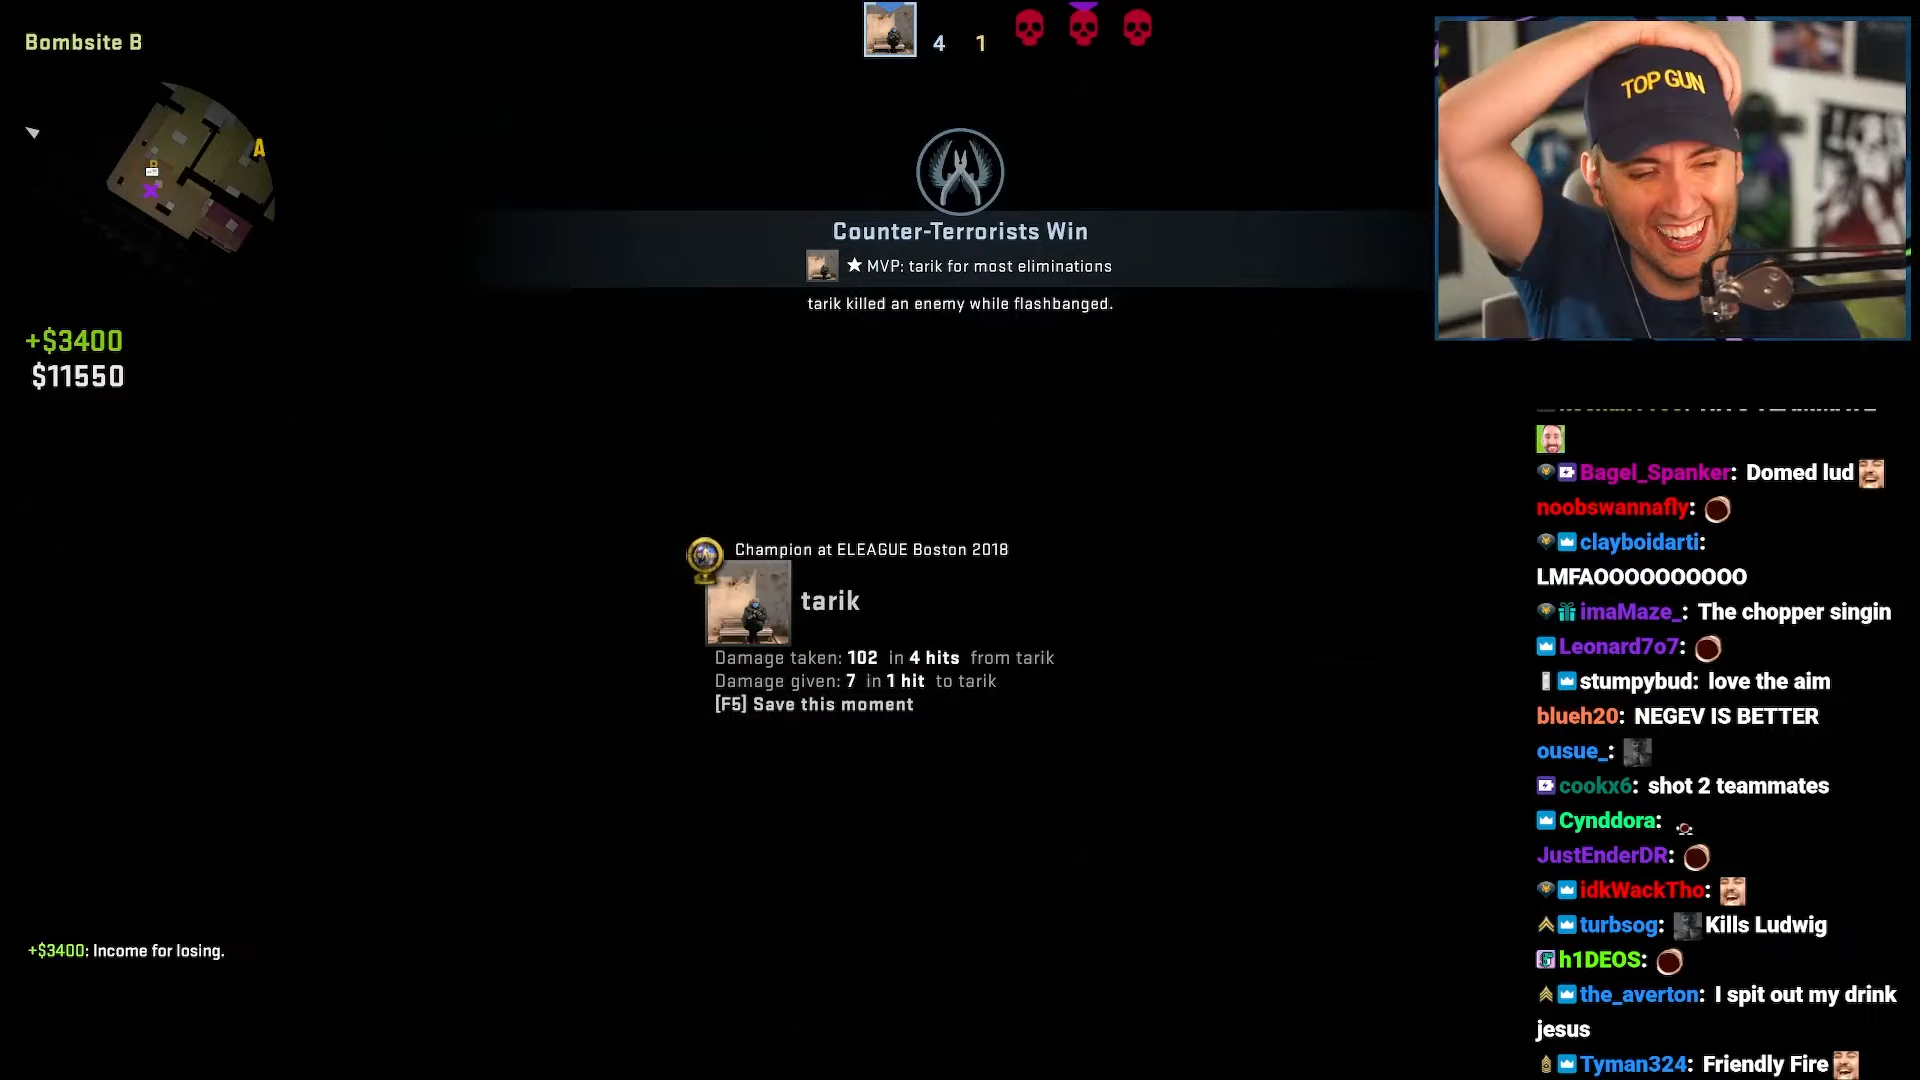 Bombsite B
4 1
A
TOP GUN
Counter-Terrorists Win
★ MVP: tarik for most eliminations
tarik killed an enemy while flashbanged.
+$3400
$11550
Champion at ELEAGUE Boston 2018
tarik
Damage taken: 102 in 4 hits from tarik
Damage given: 7 in 1 hit to tarik
[F5] Save this moment
+$3400: Income for losing.
Bagel_Spanker: Domed lud
noobswannafly:
clayboidarti:
LMFAOOOOOOOOOO
imaMaze_: The chopper singin
Leonard7o7:
stumpybud: love the aim
blueh20: NEGEV IS BETTER
ousue_:
cookx6: shot 2 teammates
Cynddora:
JustEnderDR:
idkWackTho:
turbsog: Kills Ludwig
h1DEOS:
the_averton: I spit out my drink
jesus
Tyman324: Friendly Fire